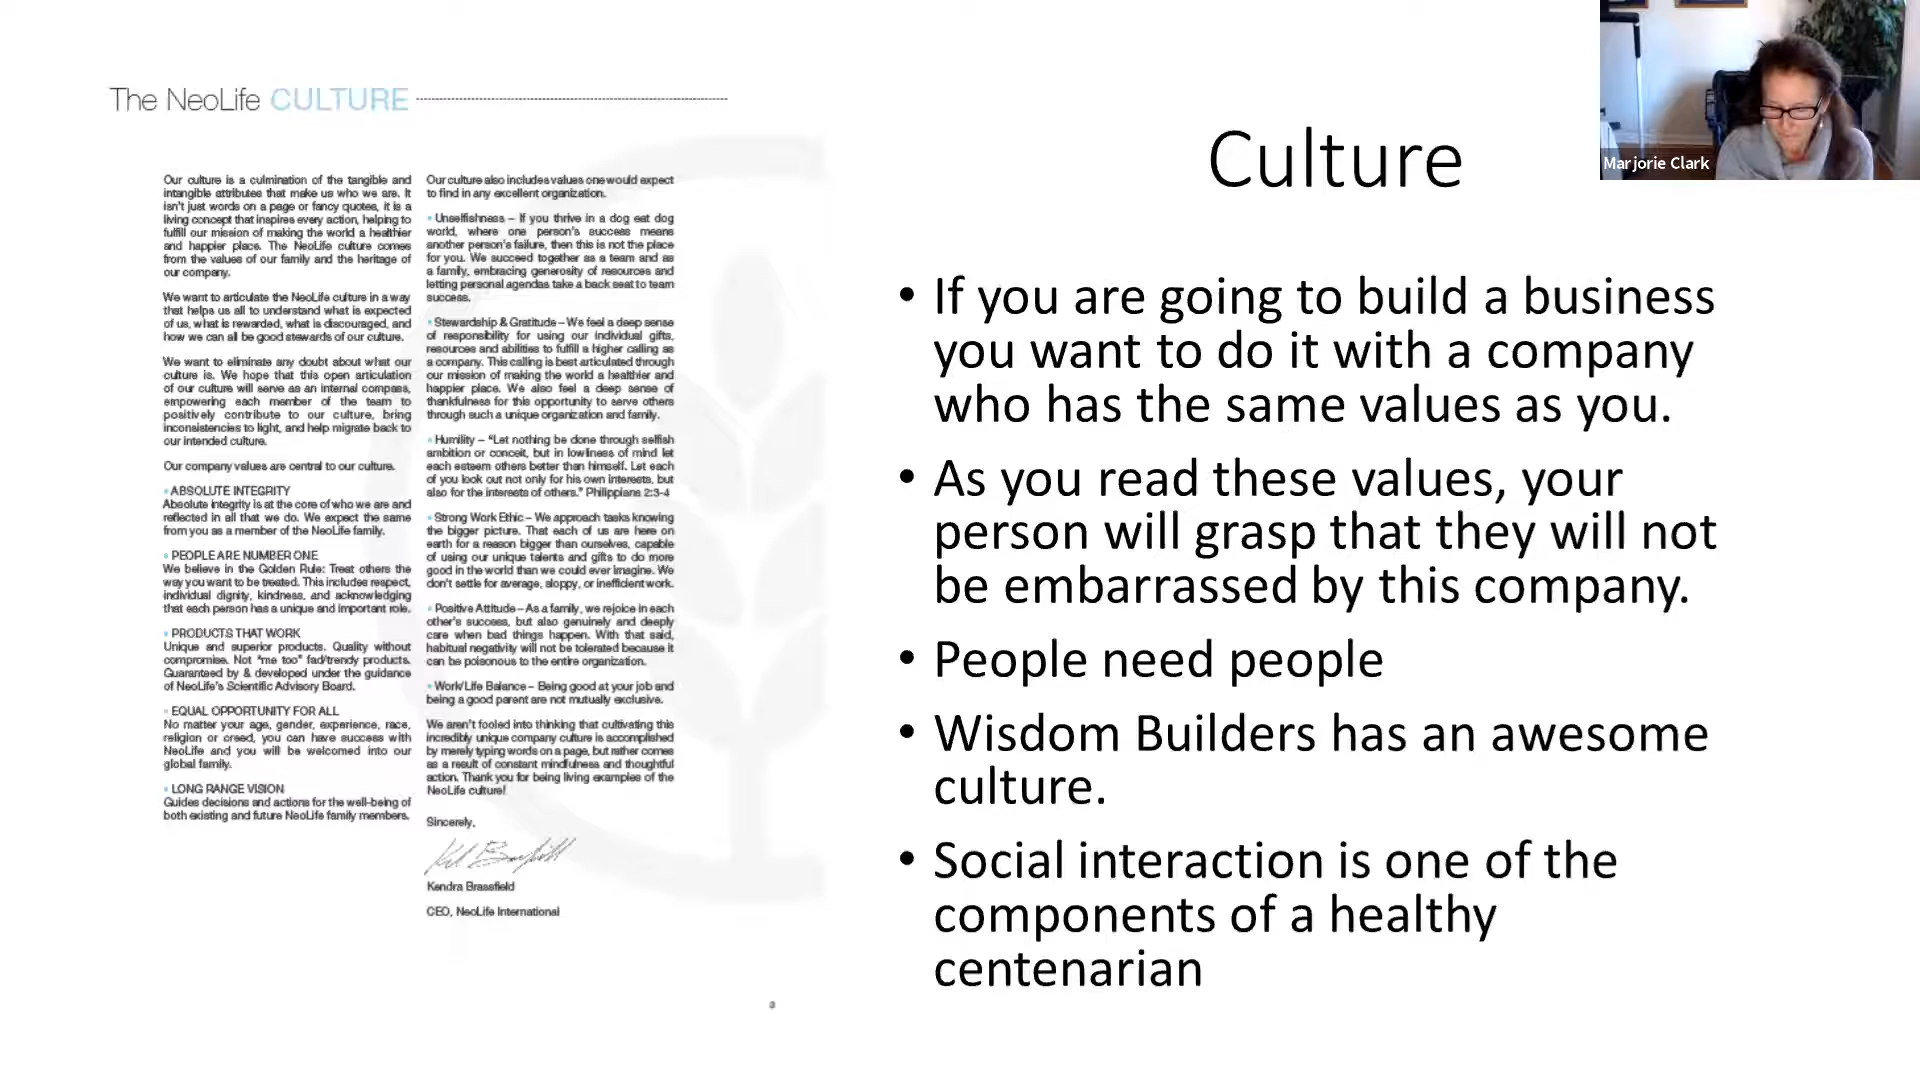 The NeoLife CULTURE
Our culture is a culmination of the tangible and
intangible attributes that make us who we are. It
isn't just words on a page or fancy quotes, it is a
living concept that inspires every action, helping to
fulfill our mission of making the world a healthier
and happier place. The NeoLife culture comes
from the values of our family and the heritage of
our company.
We want to articulate the NeoLife culture in a way
that helps us all to understand what is expected
of us, what is rewarded, what is discouraged, and
how we can all be good stewards of our culture.
We want to eliminate any doubt about what our
culture is. We hope that this open articulation
of our culture will serve as an internal compass,
empowering each member of the team to
positively contribute to our culture, bring
inconsistencies to light, and help migrate back to
our intended culture.
Our company values are central to our culture.
• ABSOLUTE INTEGRITY
Absolute integrity is at the core of who we are and
reflected in all that we do. We expect the same
from you as a member of the NeoLife family.
• PEOPLE ARE NUMBER ONE
We believe in the Golden Rule: Treat others the
way you want to be treated. This includes respect,
individual dignity, kindness, and acknowledging
that each person has a unique and important role.
• PRODUCTS THAT WORK
Unique and superior products. Quality without
compromise. Not "me too" fad/trendy products.
Guaranteed by & developed under the guidance
of NeoLife's Scientific Advisory Board.
• EQUAL OPPORTUNITY FOR ALL
No matter your age, gender, experience, race,
religion or creed, you can have success with
NeoLife and you will be welcomed into our
global family.
• LONG RANGE VISION
Guides decisions and actions for the well-being of
both existing and future NeoLife family members.
Our culture also includes values one would expect
to find in any excellent organization.
• Unselfishness – If you thrive in a dog eat dog
world, where one person's success means
another person's failure, then this is not the place
for you. We succeed together as a team and as
a family, embracing generosity of resources and
letting personal agendas take a back seat to team
success.
• Stewardship & Gratitude – We feel a deep sense
of responsibility for using our individual gifts,
resources and abilities to fulfill a higher calling as
a company. This calling is best articulated through
our mission of making the world a healthier and
happier place. We also feel a deep sense of
thankfulness for this opportunity to serve others
through such a unique organization and family.
• Humility – "Let nothing be done through selfish
ambition or conceit, but in lowliness of mind let
each esteem others better than himself. Let each
of you look out not only for his own interests, but
also for the interests of others." Philippians 2:3-4
• Strong Work Ethic – We approach tasks knowing
the bigger picture. That each of us are here on
earth for a reason bigger than ourselves, capable
of using our unique talents and gifts to do more
good in the world than we could ever imagine. We
don't settle for average, sloppy, or inefficient work.
• Positive Attitude – As a family, we rejoice in each
other's success, but also genuinely and deeply
care when bad things happen. With that said,
habitual negativity will not be tolerated because it
can be poisonous to the entire organization.
• Work/Life Balance – Being good at your job and
being a good parent are not mutually exclusive.
We aren't fooled into thinking that cultivating this
incredibly unique company culture is accomplished
by merely typing words on a page, but rather comes
as a result of constant mindfulness and thoughtful
action. Thank you for being living examples of the
NeoLife culture!
Sincerely,
Kendra Brassfield
CEO, NeoLife International
3
Culture
• If you are going to build a business
you want to do it with a company
who has the same values as you.
• As you read these values, your
person will grasp that they will not
be embarrassed by this company.
• People need people
• Wisdom Builders has an awesome
culture.
• Social interaction is one of the
components of a healthy
centenarian
Marjorie Clark